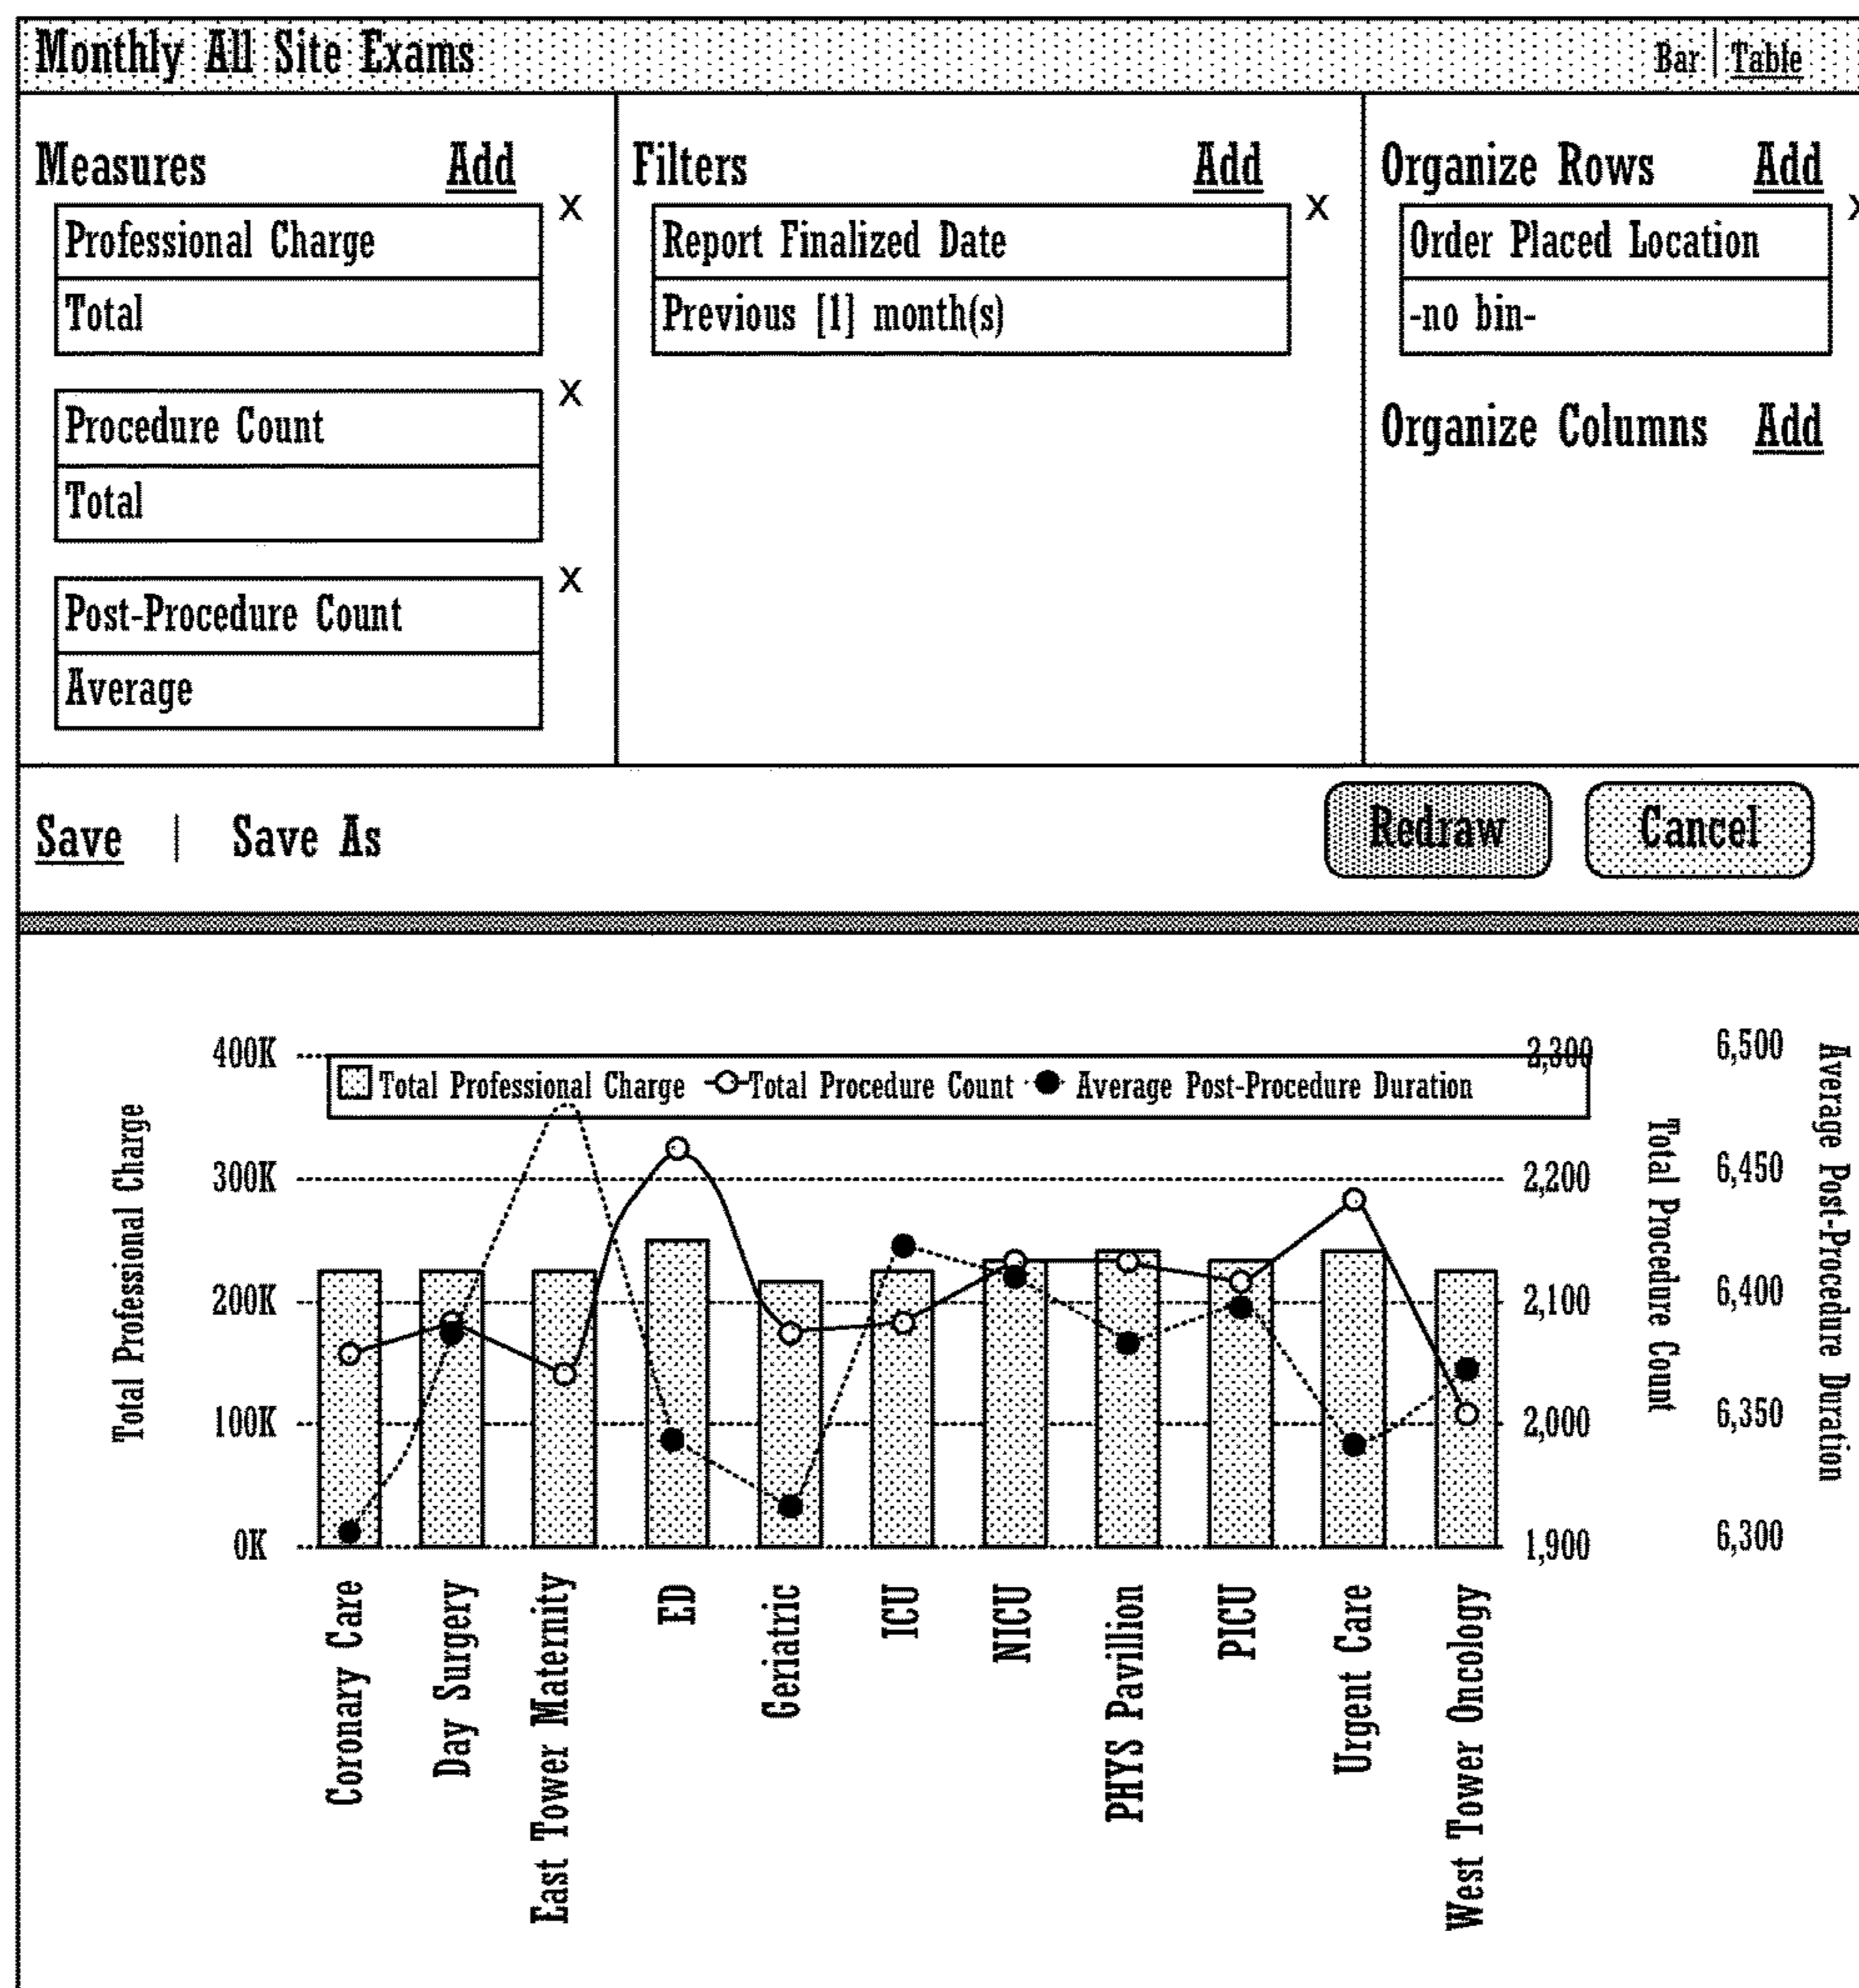 Monthly All Site Exams
Bar | Table
Measures Add
X
Professional Charge
Total
X
Procedure Count
Total
X
Post-Procedure Count
Average
Filters Add
X
Report Finalized Date
Previous [1] month(s)
Organize Rows Add
X
Order Placed Location
-no bin-
Organize Columns Add
Save | Save As
Redraw
Cancel
Total Professional Charge
400K
300K
200K
100K
0K
Total Professional Charge Total Procedure Count Average Post-Procedure Duration
2,300
2,200
2,100
2,000
1,900
Total Procedure Count
6,500
6,450
6,400
6,350
6,300
Average Post-Procedure Duration
Coronary Care
Day Surgery
East Tower Maternity
ED
Geriatric
ICU
NICU
PHYS Pavillion
PICU
Urgent Care
West Tower Oncology